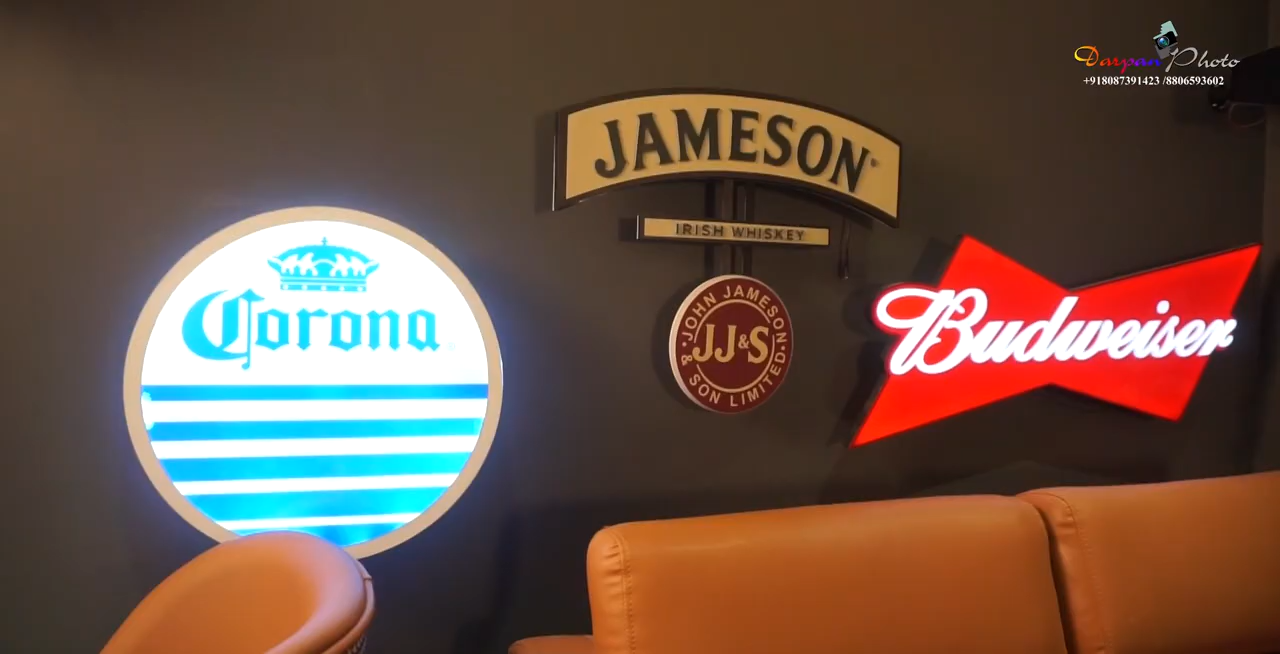 Darpan Photo
+918087391423 /8806593602
JAMESON
IRISH WHISKEY
JOHN JAMESON
JJ&S
& SON LIMITED
Corona
Budweiser